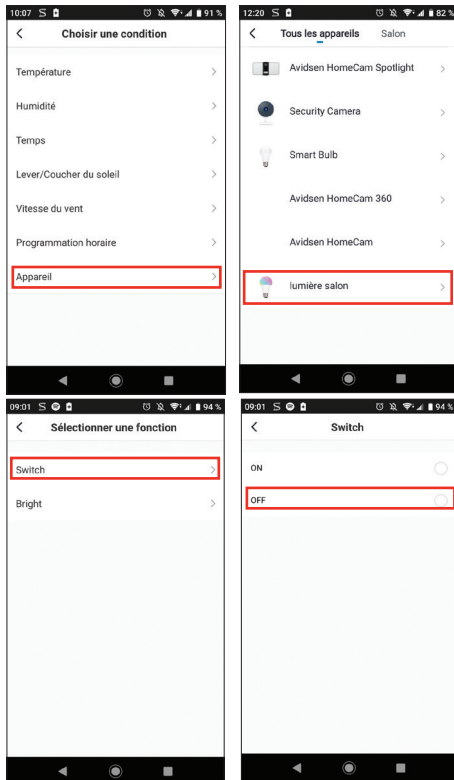 10:07 S 91 %
Choisir une condition
Température
Humidité
Temps
Lever/Coucher du soleil
Vitesse du vent
Programmation horaire
Appareil
12:20 S 82 %
Tous les appareils Salon
Avidsen HomeCam Spotlight
Security Camera
Smart Bulb
Avidsen HomeCam 360
Avidsen HomeCam
lumière salon
09:01 S 94 %
Sélectionner une fonction
Switch
Bright
09:01 S 94 %
Switch
ON
OFF